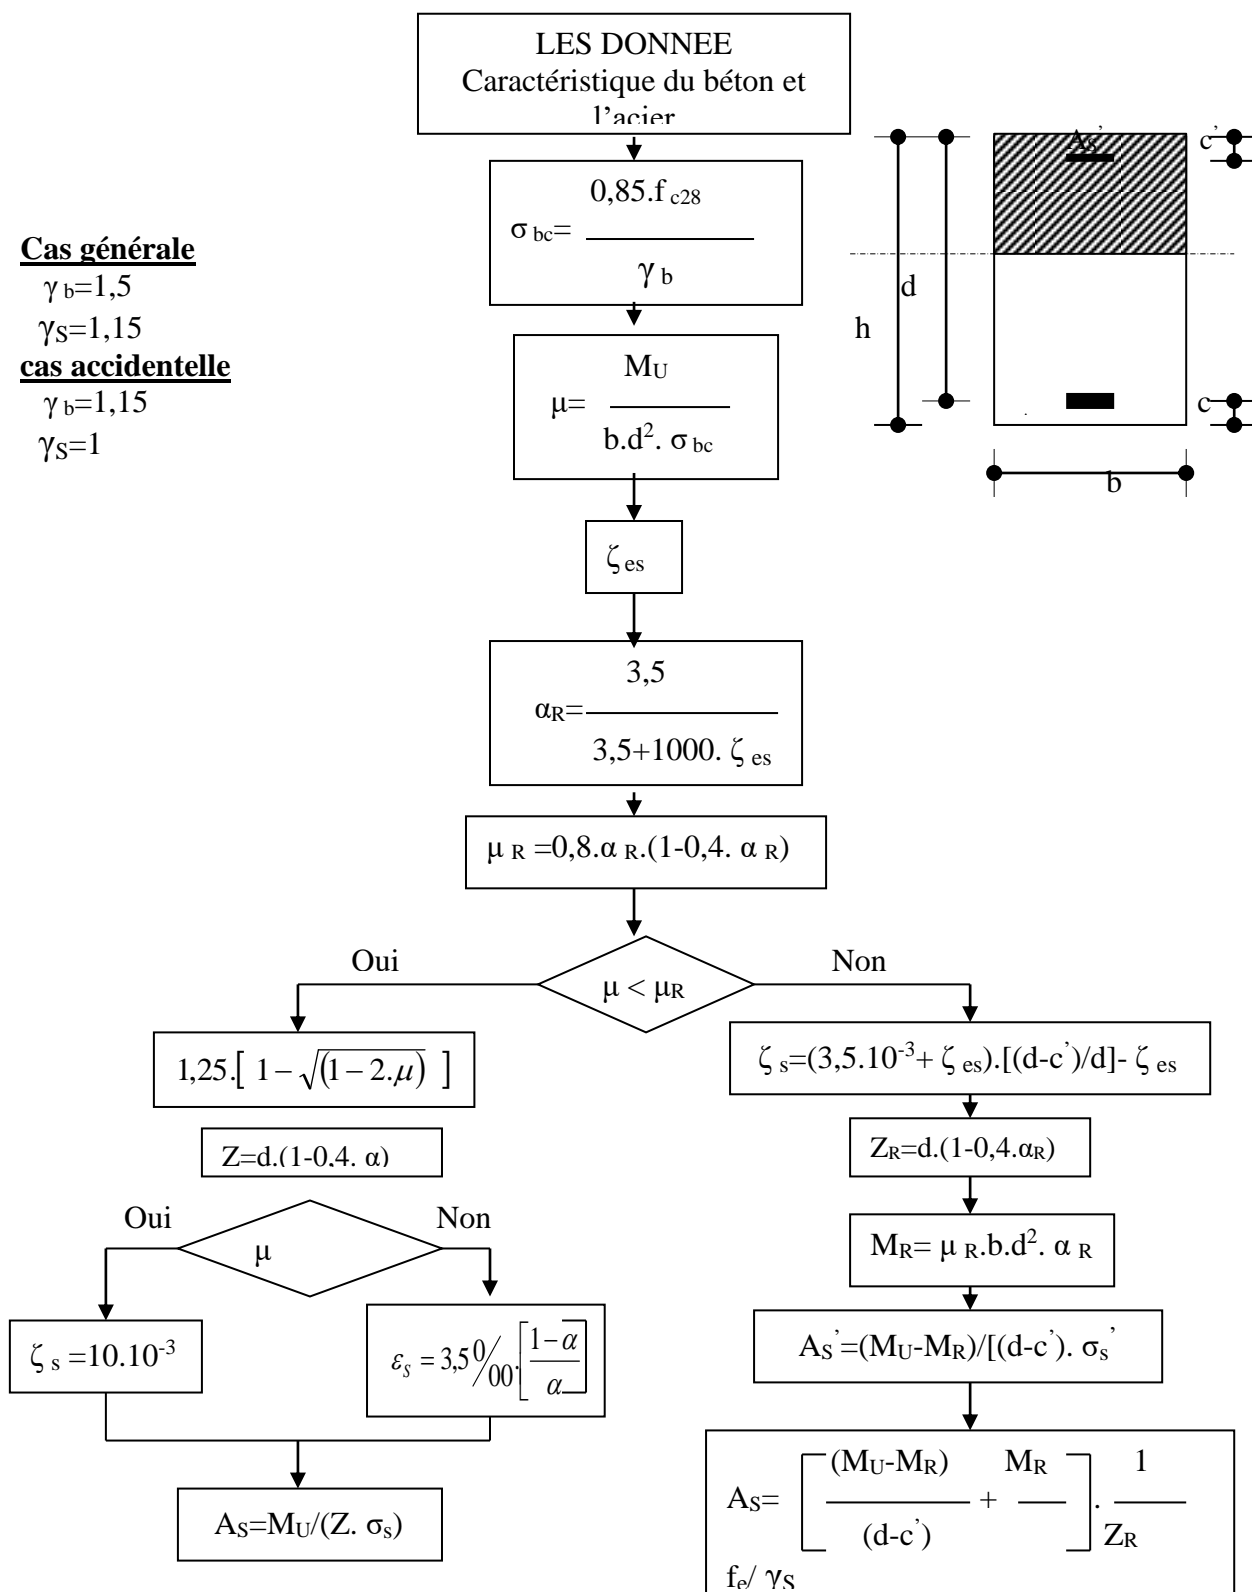 LES DONNEE
Caractéristique du béton et
l'acier
0,85.f c28
σ bc=
γ b
Cas générale
γ b=1,5
γS=1,15
cas accidentelle
γ b=1,15
γS=1
As'
c'
d
h
c
b
MU
μ=
b.d². σ bc
ζ es
3,5
αR=
3,5+1000. ζ es
μ R =0,8.α R.(1-0,4. α R)
Oui
μ < μR
Non
1,25.[ 1-√(1-2.μ) ]
ζ s=(3,5.10-3+ ζ es).[(d-c')/d]- ζ es
Z=d.(1-0,4. α)
ZR=d.(1-0,4.αR)
Oui
μ
Non
MR= μ R.b.d². α R
ζ s =10.10-3
εS = 3,5 0/00.[1-α/α]
AS'=(MU-MR)/[(d-c'). σs'
AS=MU/(Z. σs)
(MU-MR) MR 1
AS= [ + ] .
(d-c') ZR
fe/ γS